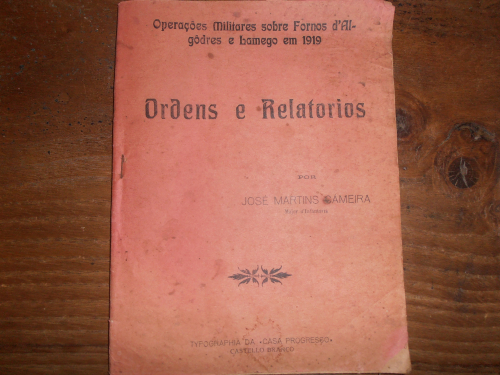 Operações Militares sobre Fornos d'Al-
gôdres e Lamego em 1919
Ordens e Relatorios
POR
JOSÉ MARTINS CAMEIRA
TYPOGRAPHIA DA «CASA PROGRESSO»
CASTELLO BRANCO